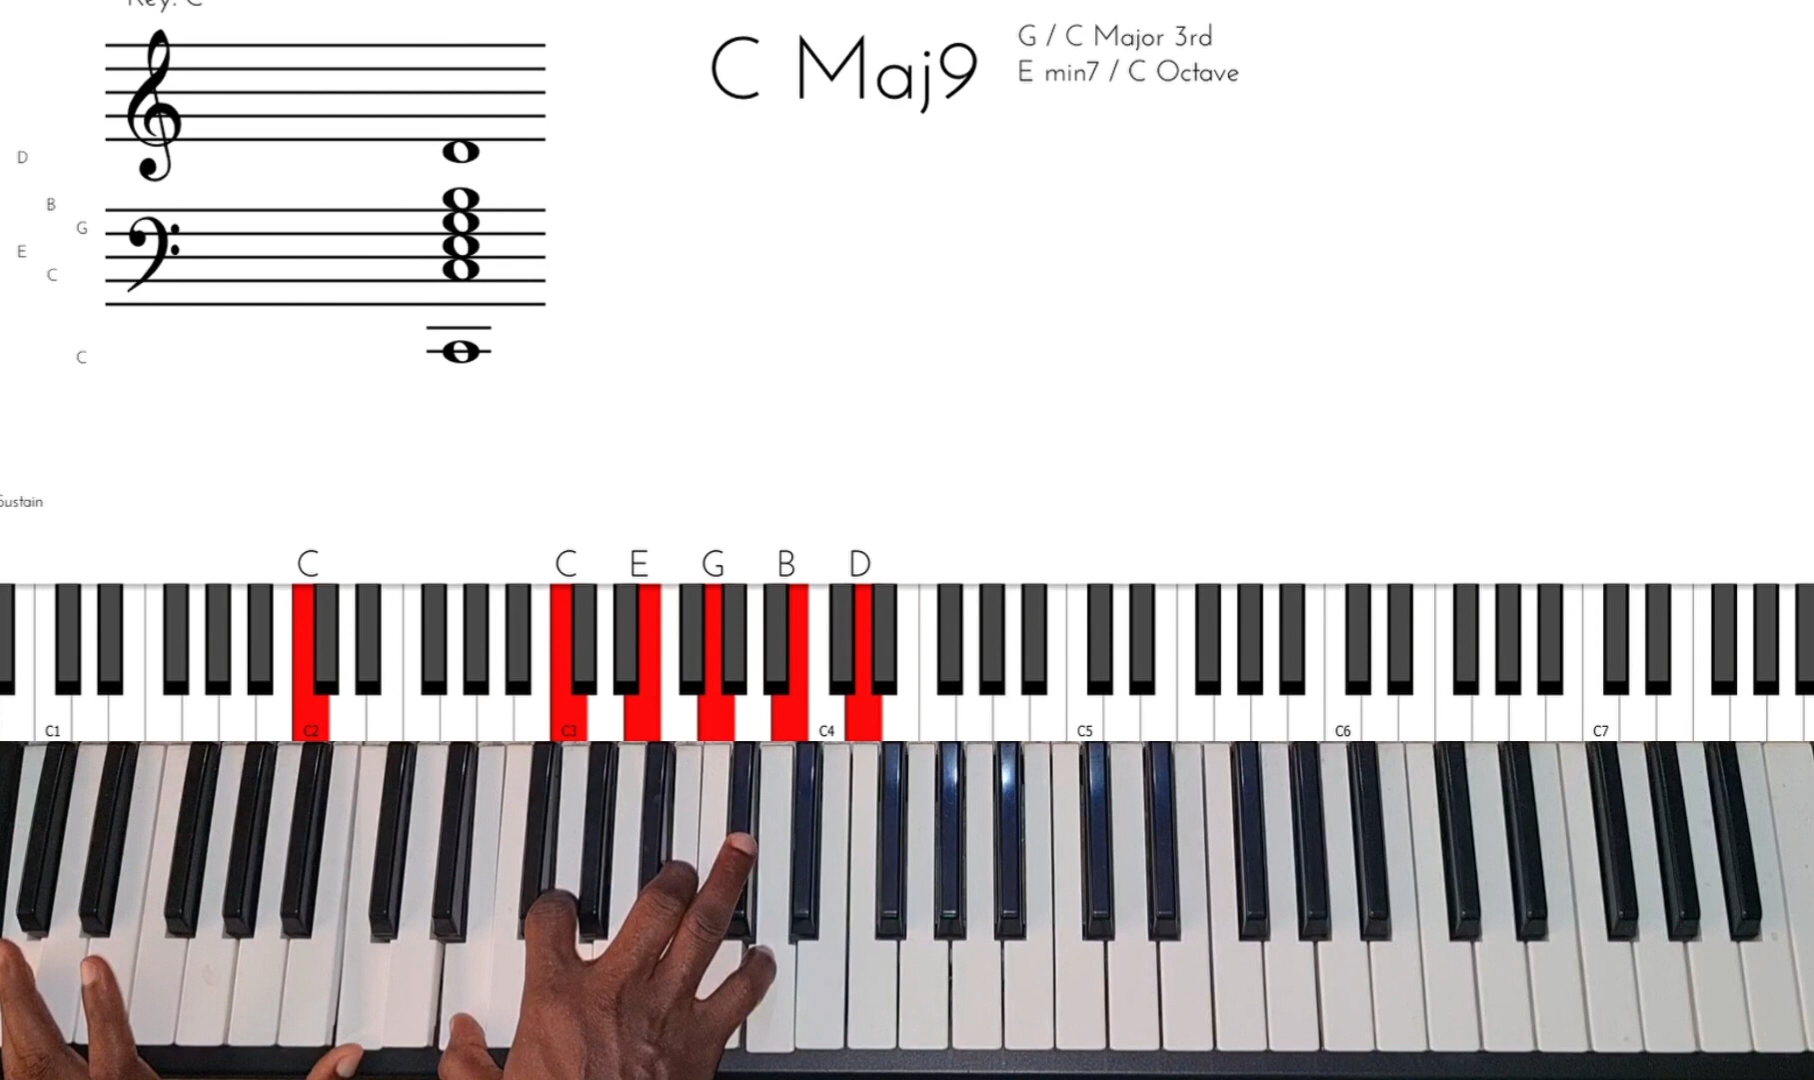 Key: C
C Maj9
G / C Major 3rd
E min7 / C Octave
D
B
G
E
C
C
Sustain
C C E G B D
C1 C2 C3 C4 C5 C6 C7